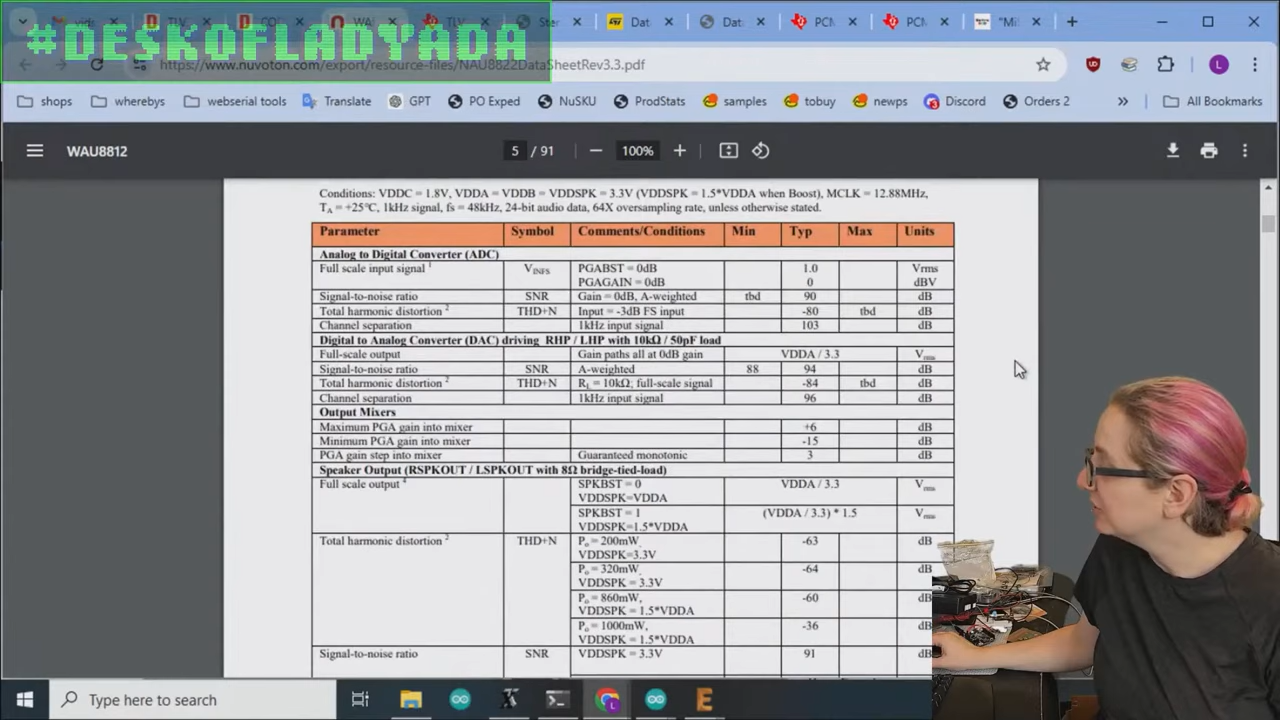 #DESKOFLADYADA
TLV
WA
TLV
Ster
Dat
Dat
PCM
PCM
"Mi
https://www.nuvoton.com/export/resource-files/NAU8822DataSheetRev3.3.pdf
L
shops
wherebys
webserial tools
Translate
GPT
PO Exped
NuSKU
ProdStats
samples
tobuy
newps
Discord
Orders 2
»
All Bookmarks
WAU8812
5 / 91
100%
Conditions: VDDC = 1.8V, VDDA = VDDB = VDDSPK = 3.3V (VDDSPK = 1.5*VDDA when Boost), MCLK = 12.88MHz,
TA = +25°C, 1kHz signal, fs = 48kHz, 24-bit audio data, 64X oversampling rate, unless otherwise stated.
Parameter Symbol Comments/Conditions Min Typ Max Units
Analog to Digital Converter (ADC)
Full scale input signal 1 VINFS PGABST = 0dB 1.0 Vrms
PGAGAIN = 0dB 0 dBV
Signal-to-noise ratio SNR Gain = 0dB, A-weighted tbd 90 dB
Total harmonic distortion 2 THD+N Input = -3dB FS input -80 tbd dB
Channel separation 1kHz input signal 103 dB
Digital to Analog Converter (DAC) driving RHP / LHP with 10kΩ / 50pF load
Full-scale output Gain paths all at 0dB gain VDDA / 3.3 Vrms
Signal-to-noise ratio SNR A-weighted 88 94 dB
Total harmonic distortion 2 THD+N RL = 10kΩ; full-scale signal -84 tbd dB
Channel separation 1kHz input signal 96 dB
Output Mixers
Maximum PGA gain into mixer +6 dB
Minimum PGA gain into mixer -15 dB
PGA gain step into mixer Guaranteed monotonic 3 dB
Speaker Output (RSPKOUT / LSPKOUT with 8Ω bridge-tied-load)
Full scale output 4 SPKBST = 0 VDDA / 3.3 Vrms
VDDSPK=VDDA
SPKBST = 1 (VDDA / 3.3) * 1.5 Vrms
VDDSPK=1.5*VDDA
Total harmonic distortion 2 THD+N Po = 200mW, -63 dB
VDDSPK=3.3V
Po = 320mW, -64 dB
VDDSPK = 3.3V
Po = 860mW, -60 dB
VDDSPK = 1.5*VDDA
Po = 1000mW, -36 dB
VDDSPK = 1.5*VDDA
Signal-to-noise ratio SNR VDDSPK = 3.3V 91 dB
Type here to search